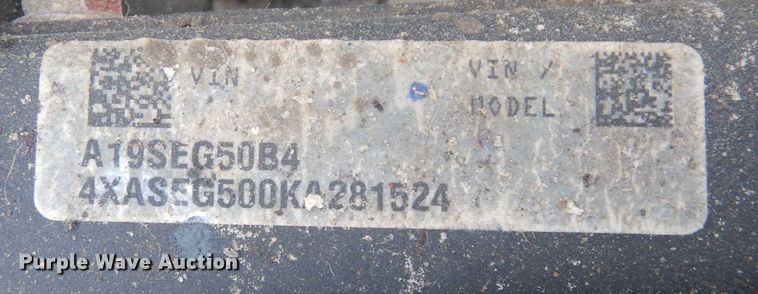 VIN
VIN /
MODEL
A19SEG50B4
4XASEG500KA281524
Purple Wave Auction